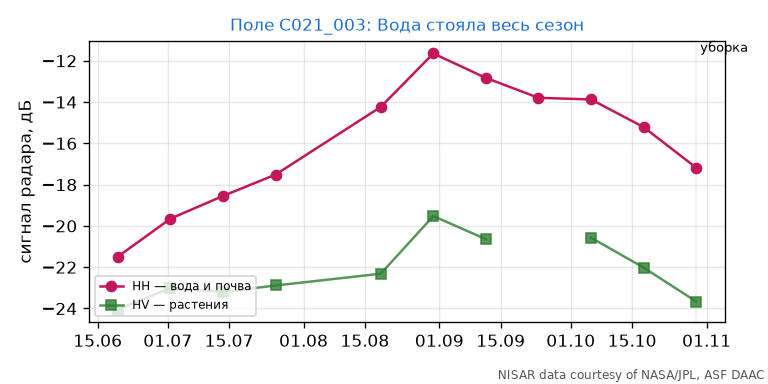 Поле C021_003: Вода стояла весь сезон
уборка
сигнал радара, дБ
−12
−14
−16
−18
−20
−22
−24
HH — вода и почва
HV — растения
15.06 01.07 15.07 01.08 15.08 01.09 15.09 01.10 15.10 01.11
NISAR data courtesy of NASA/JPL, ASF DAAC